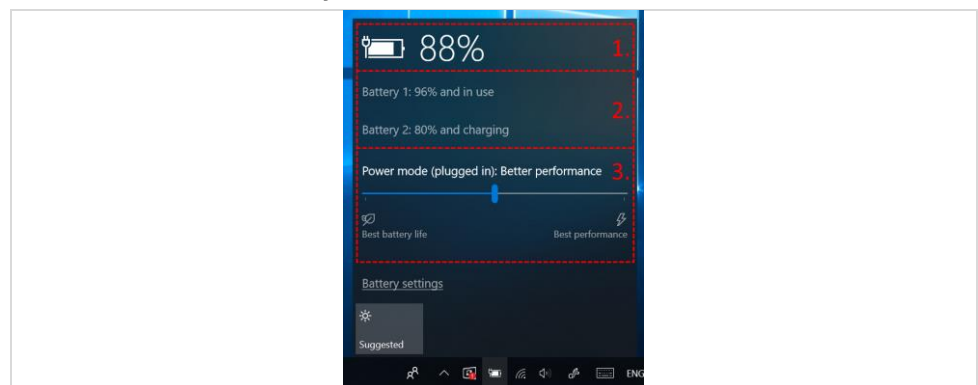 88%
1.
Battery 1: 96% and in use
2.
Battery 2: 80% and charging
Power mode (plugged in): Better performance
3.
Best battery life
Best performance
Battery settings
Suggested
ENG